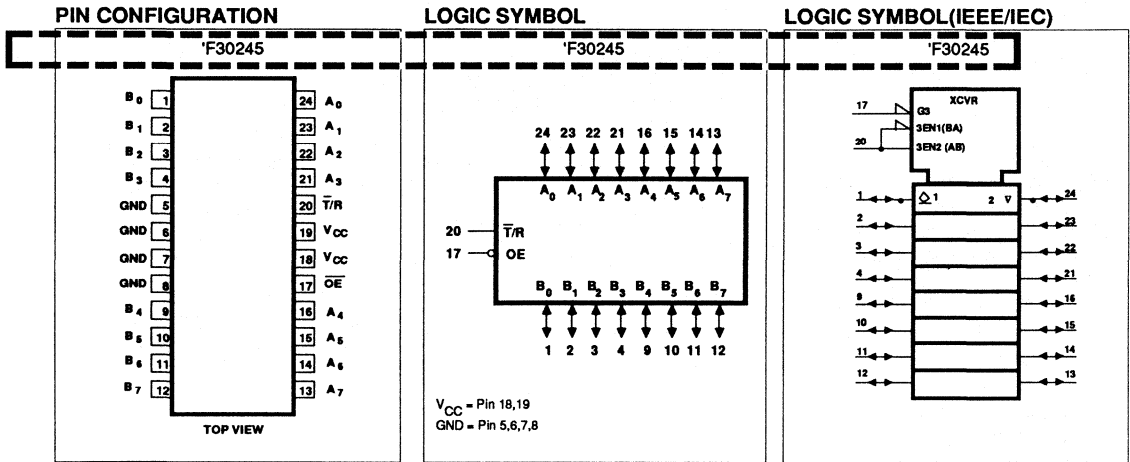 PIN CONFIGURATION
'F30245
B0 1
24 A0
B1 2
23 A1
B2 3
22 A2
B3 4
21 A3
GND 5
20 T̅/R
GND 6
19 VCC
GND 7
18 VCC
GND 8
17 O̅E̅
B4 9
16 A4
B5 10
15 A5
B6 11
14 A6
B7 12
13 A7
TOP VIEW
LOGIC SYMBOL
'F30245
24 23 22 21 16 15 14 13
A0 A1 A2 A3 A4 A5 A6 A7
20 T̅/R
17 OE
B0 B1 B2 B3 B4 B5 B6 B7
1 2 3 4 9 10 11 12
VCC = Pin 18,19
GND = Pin 5,6,7,8
LOGIC SYMBOL(IEEE/IEC)
'F30245
XCVR
17 G3
3EN1(BA)
20 3EN2 (AB)
1 1 2 ∇ 24
2 23
3 22
4 21
9 16
10 15
11 14
12 13